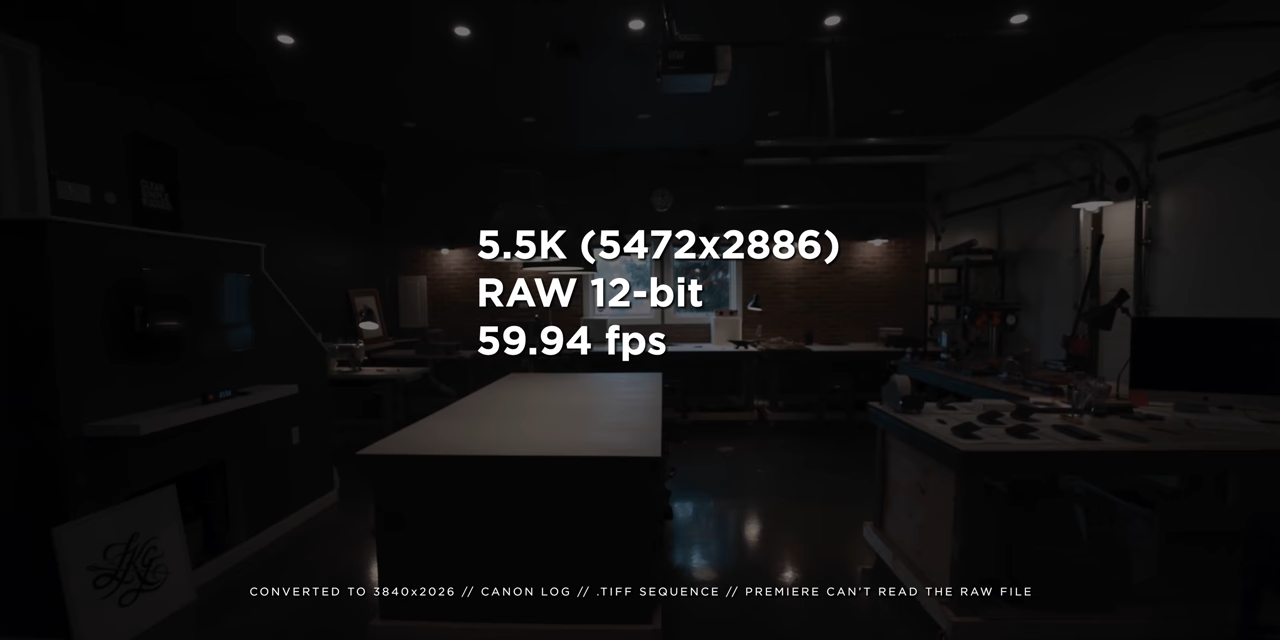 5.5K (5472x2886)
RAW 12-bit
59.94 fps
CONVERTED TO 3840x2026 // CANON LOG // .TIFF SEQUENCE // PREMIERE CAN'T READ THE RAW FILE